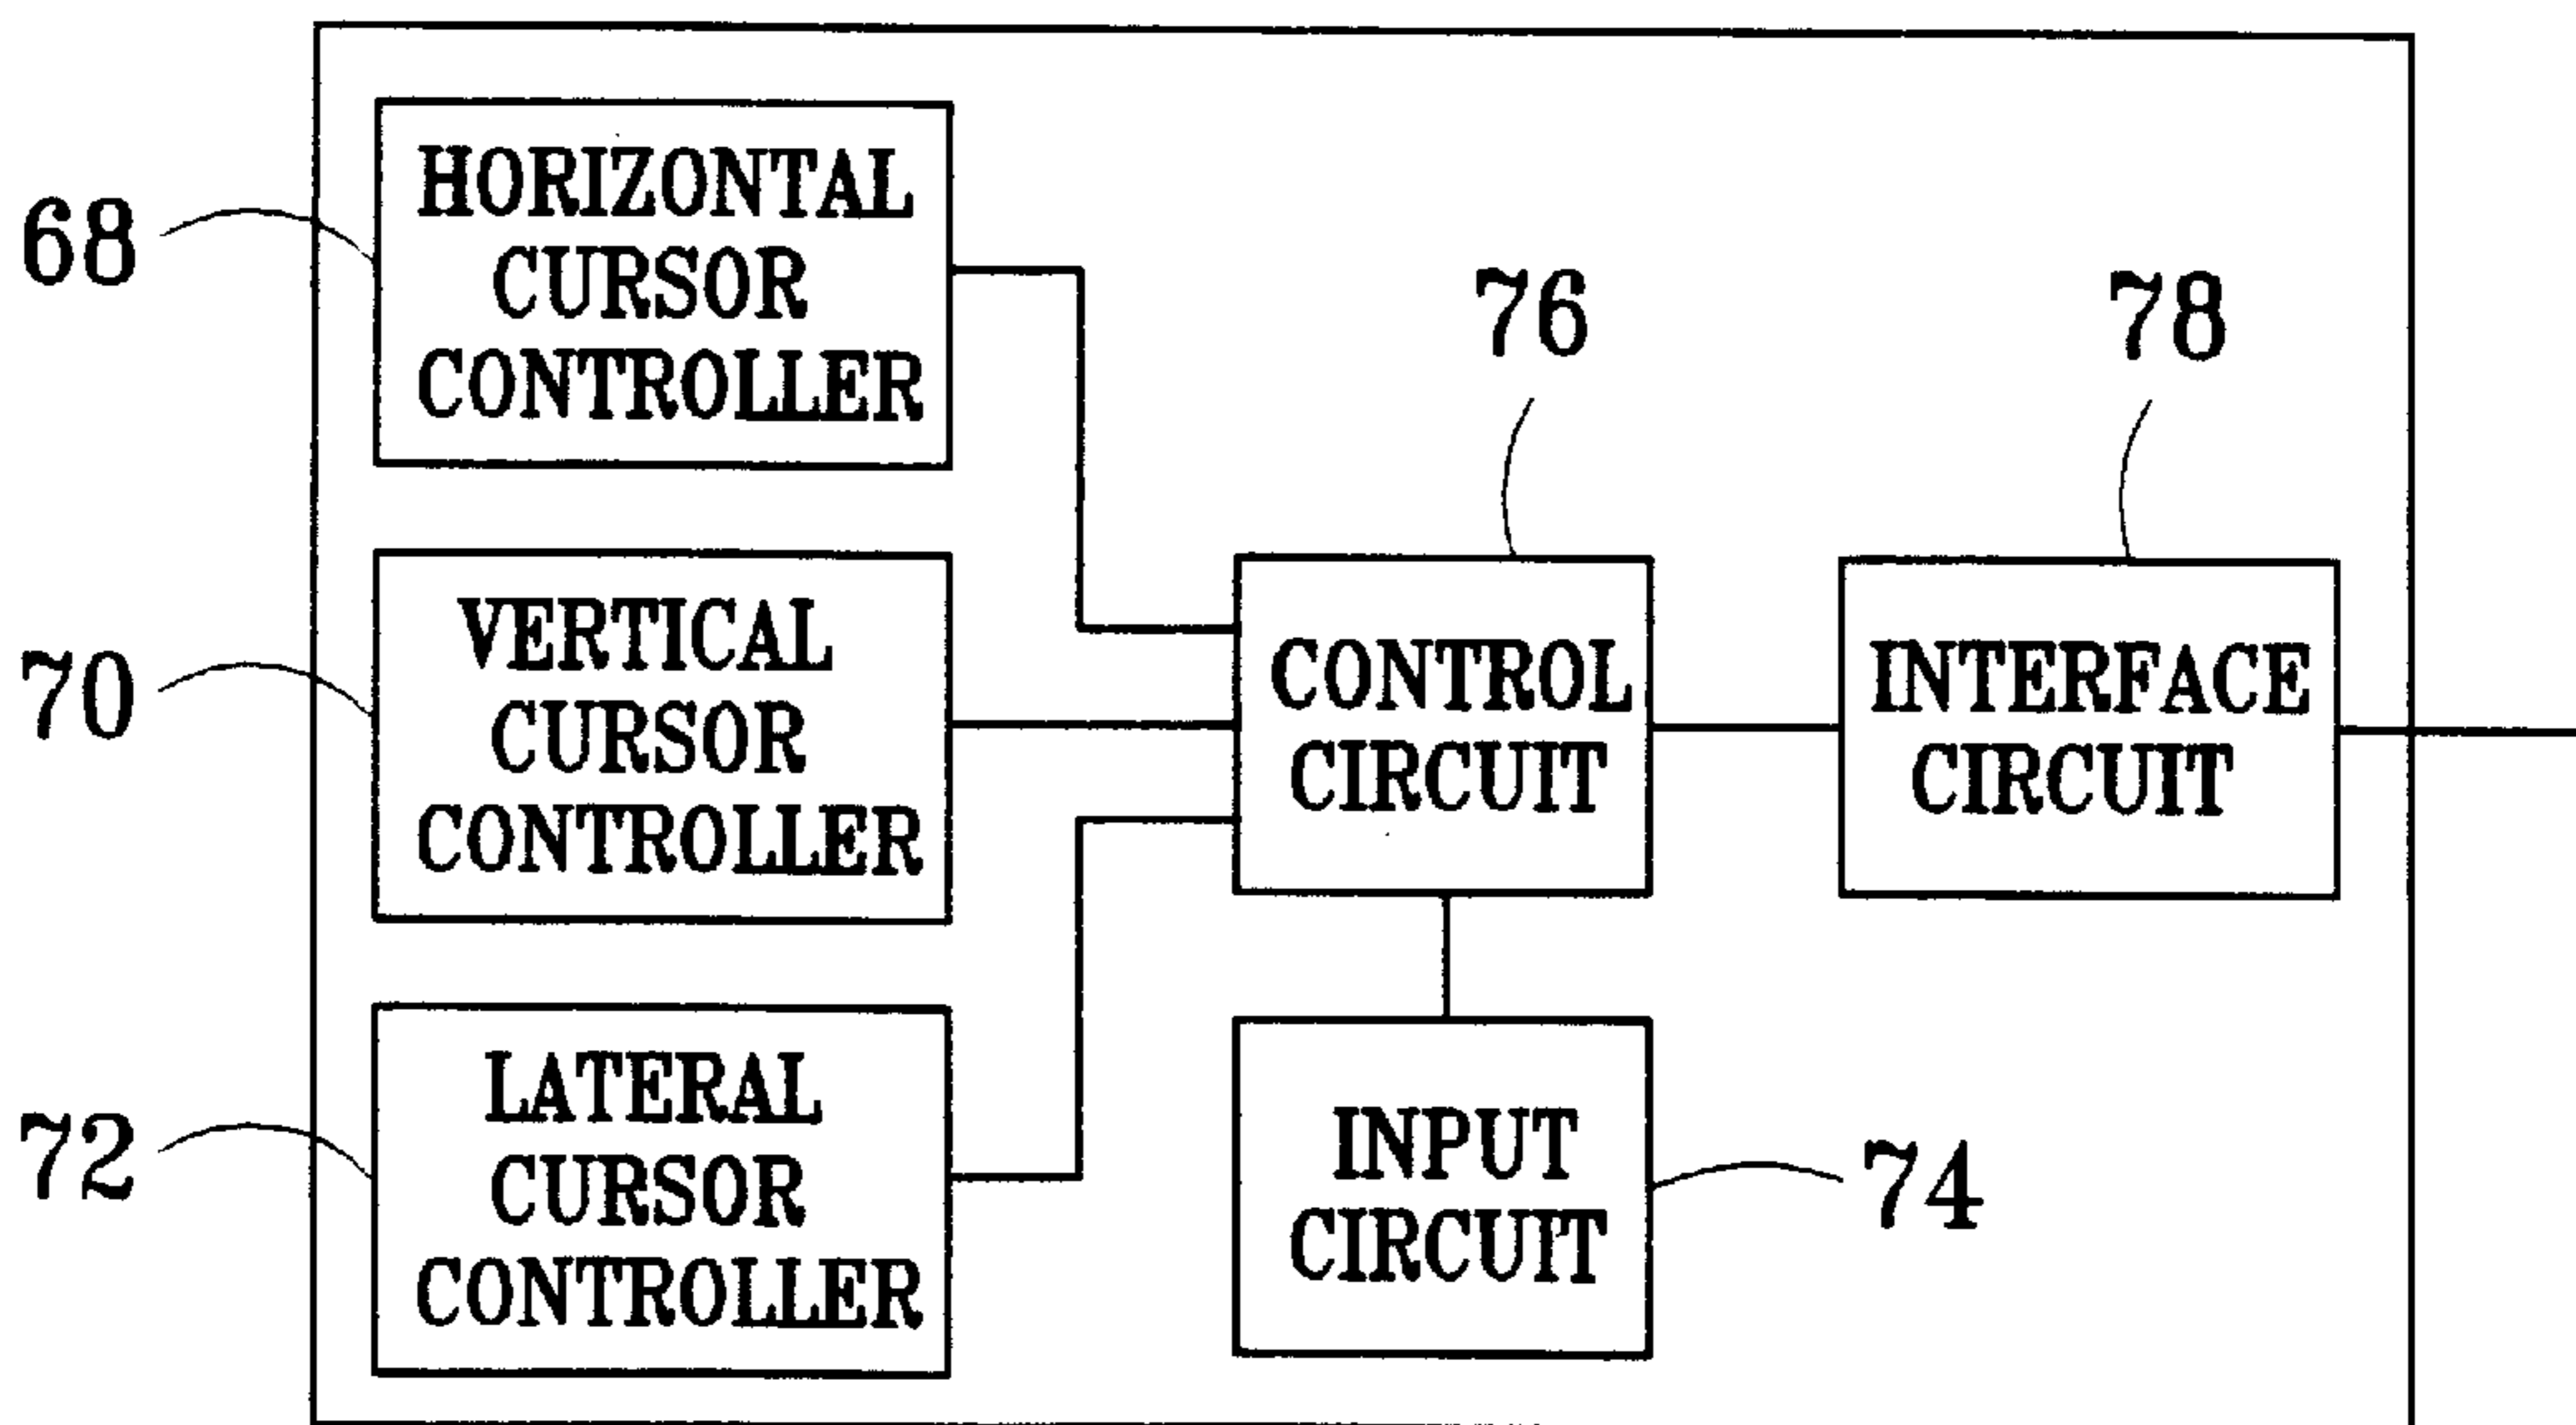 68
HORIZONTAL
CURSOR
CONTROLLER
70
VERTICAL
CURSOR
CONTROLLER
72
LATERAL
CURSOR
CONTROLLER
76
CONTROL
CIRCUIT
78
INTERFACE
CIRCUIT
INPUT
CIRCUIT
74